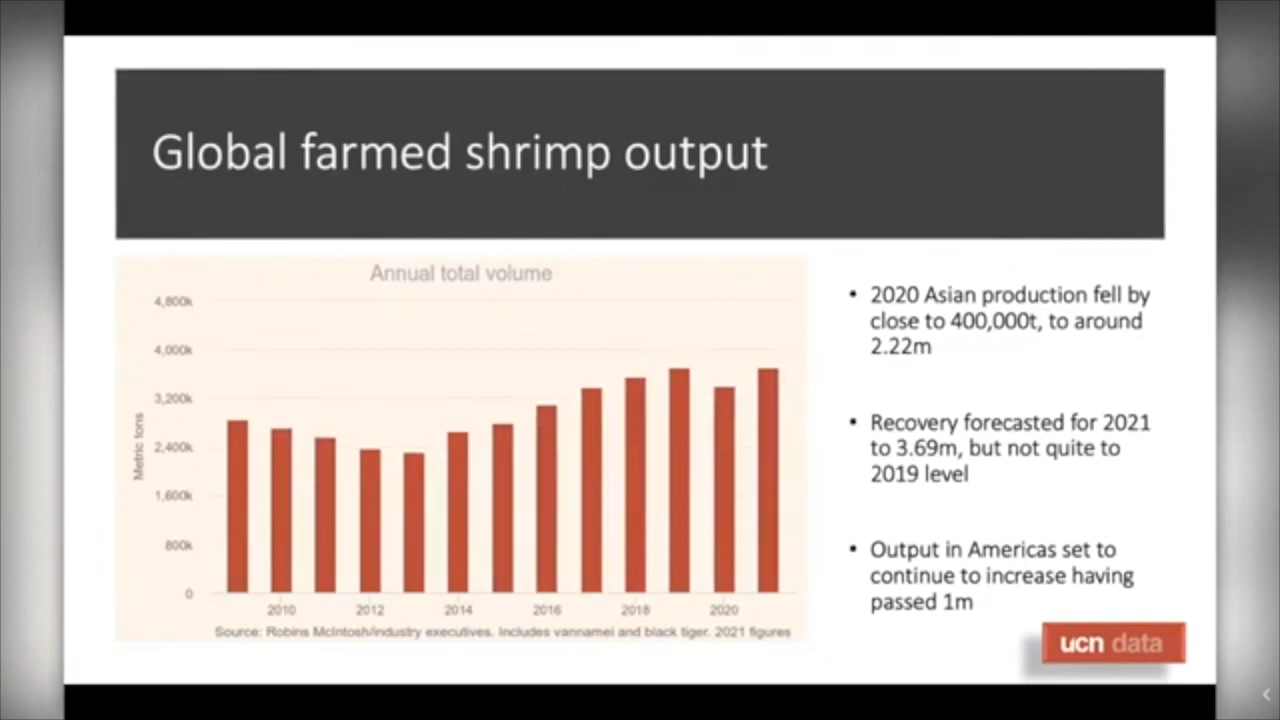 Global farmed shrimp output
Annual total volume
4,800k
4,000k
3,200k
2,400k
1,600k
800k
0
Metric tons
2010
2012
2014
2016
2018
2020
Source: Robins McIntosh/industry executives. Includes vannamei and black tiger. 2021 figures
• 2020 Asian production fell by
close to 400,000t, to around
2.22m
• Recovery forecasted for 2021
to 3.69m, but not quite to
2019 level
• Output in Americas set to
continue to increase having
passed 1m
ucn data